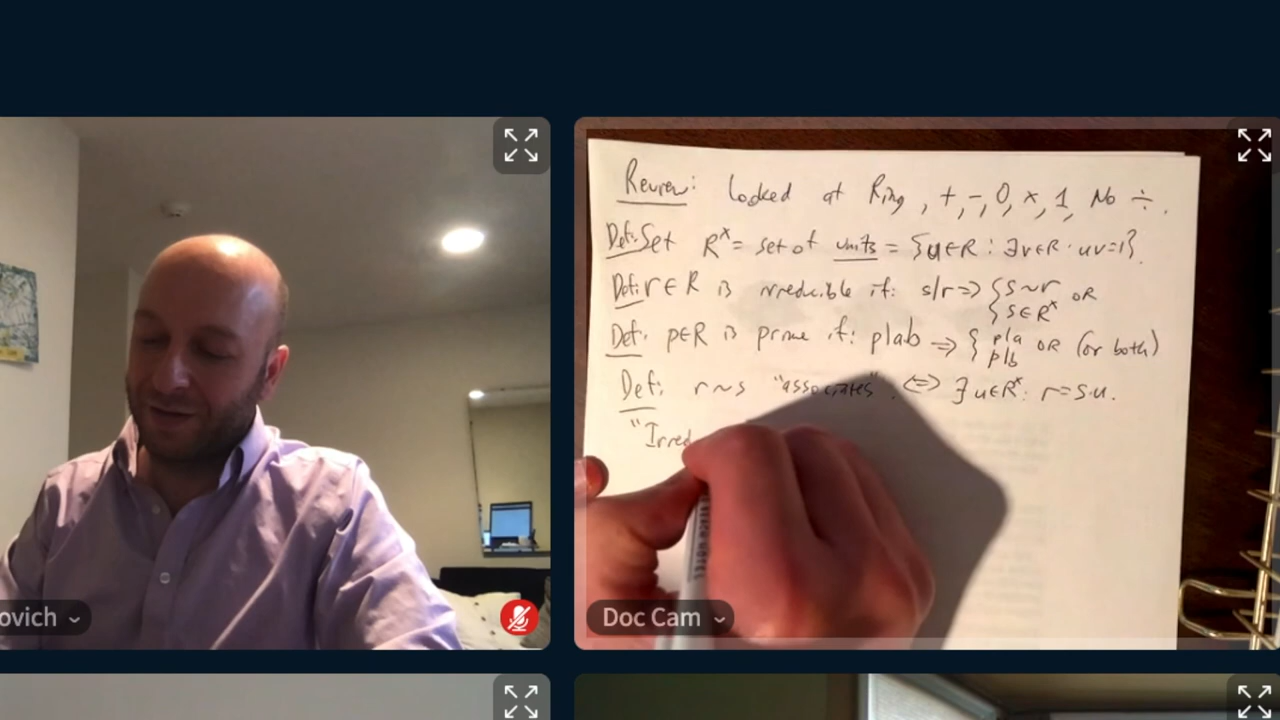 Review: Looked at Ring, +, -, 0, ×, 1, No ÷.
Def: Set R^× = set of units = {u∈R : ∃v∈R · uv=1}.
Def: r∈R is irreducible if: s|r ⇒ { s~r OR
s∈R^×
Def: p∈R is prime if: p|ab ⇒ { p|a OR (or both)
p|b
Def: r~s "associates". ⇔ ∃u∈R^×: r=s·u.
"Irred
ovich
Doc Cam